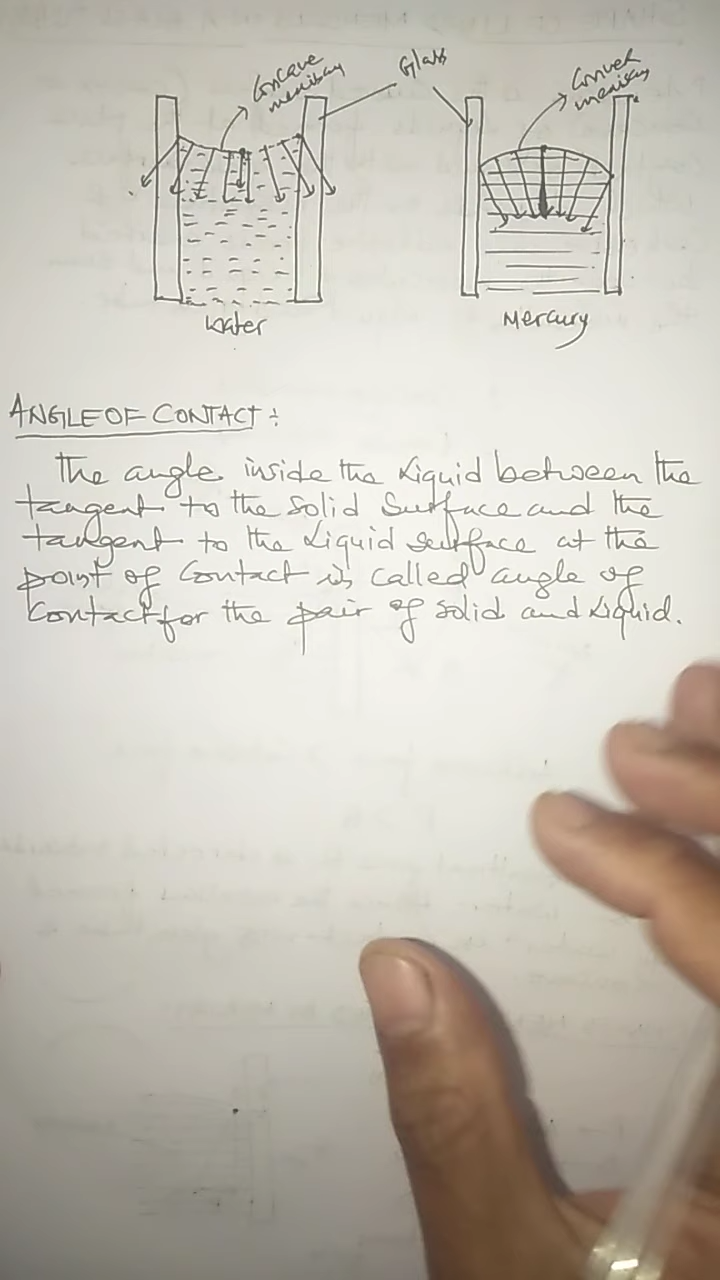 Concave
meniscus
Glass
Convex
meniscus
Water
Mercury
ANGLE OF CONTACT :
The angle inside the Liquid between the
tangent to the Solid Surface and the
tangent to the Liquid surface at the
point of Contact is called angle of
Contact for the pair of solid and Liquid.